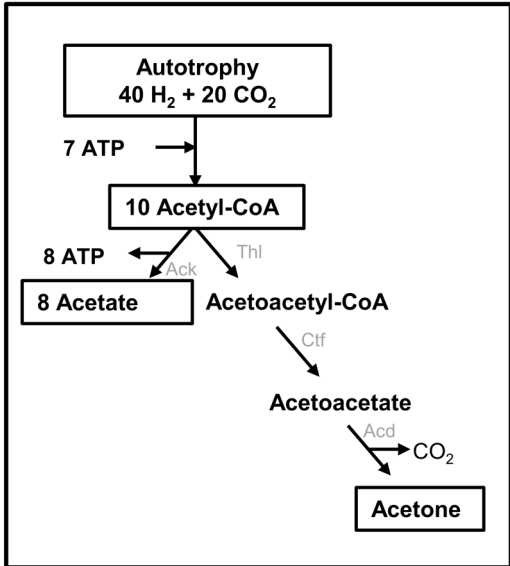 Autotrophy
40 H₂ + 20 CO₂
7 ATP
10 Acetyl-CoA
8 ATP
Thl
Ack
8 Acetate
Acetoacetyl-CoA
Ctf
Acetoacetate
Acd
CO₂
Acetone